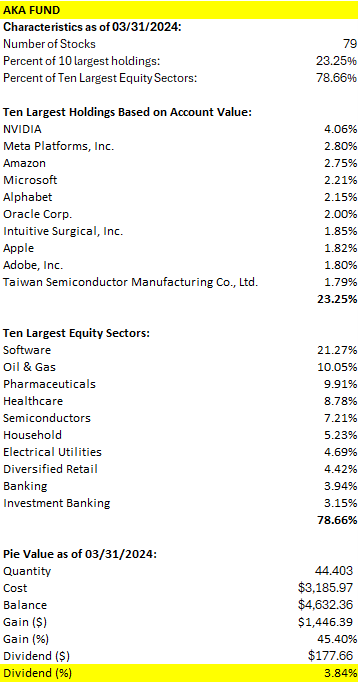 AKA FUND
Characteristics as of 03/31/2024:
Number of Stocks 79
Percent of 10 largest holdings: 23.25%
Percent of Ten Largest Equity Sectors: 78.66%
Ten Largest Holdings Based on Account Value:
NVIDIA 4.06%
Meta Platforms, Inc. 2.80%
Amazon 2.75%
Microsoft 2.21%
Alphabet 2.15%
Oracle Corp. 2.00%
Intuitive Surgical, Inc. 1.85%
Apple 1.82%
Adobe, Inc. 1.80%
Taiwan Semiconductor Manufacturing Co., Ltd. 1.79%
23.25%
Ten Largest Equity Sectors:
Software 21.27%
Oil & Gas 10.05%
Pharmaceuticals 9.91%
Healthcare 8.78%
Semiconductors 7.21%
Household 5.23%
Electrical Utilities 4.69%
Diversified Retail 4.42%
Banking 3.94%
Investment Banking 3.15%
78.66%
Pie Value as of 03/31/2024:
Quantity 44.403
Cost $3,185.97
Balance $4,632.36
Gain ($) $1,446.39
Gain (%) 45.40%
Dividend ($) $177.66
Dividend (%) 3.84%